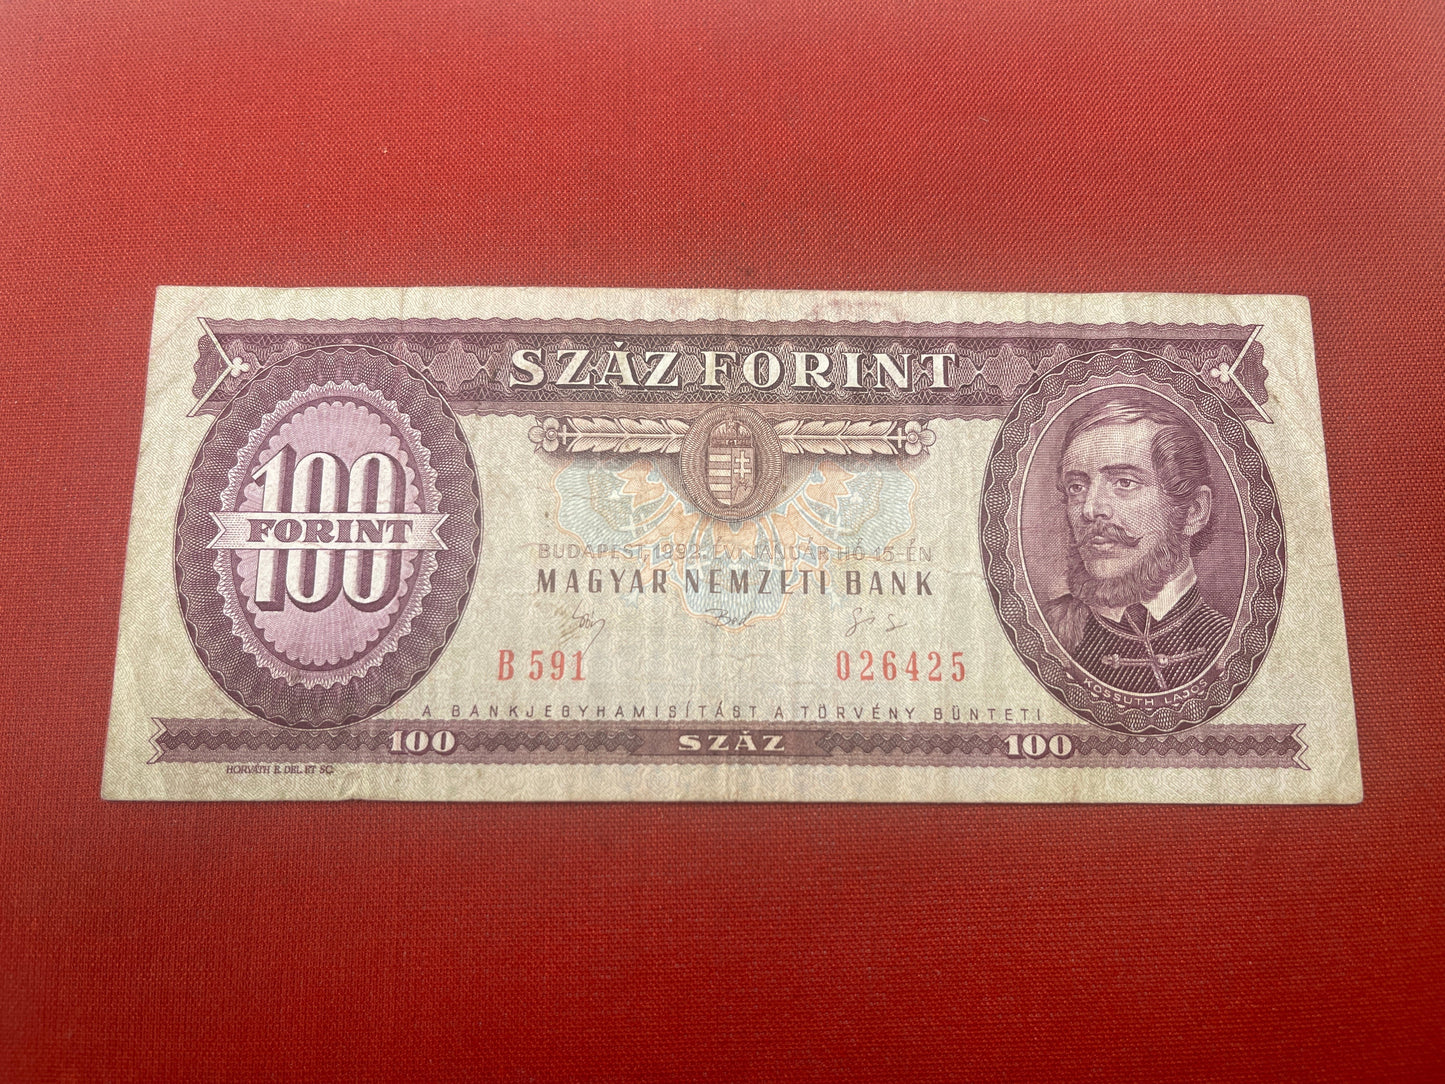 SZÁZ FORINT
100
FORINT
BUDAPEST, 1992. ÉVI JANUÁR HÓ 15-ÉN
MAGYAR NEMZETI BANK
B 591
026425
KOSSUTH LAJOS
A BANKJEGYHAMISÍTÁST A TÖRVÉNY BÜNTETI
100
SZÁZ
100
HORVÁTH E. DEL. ET SC.